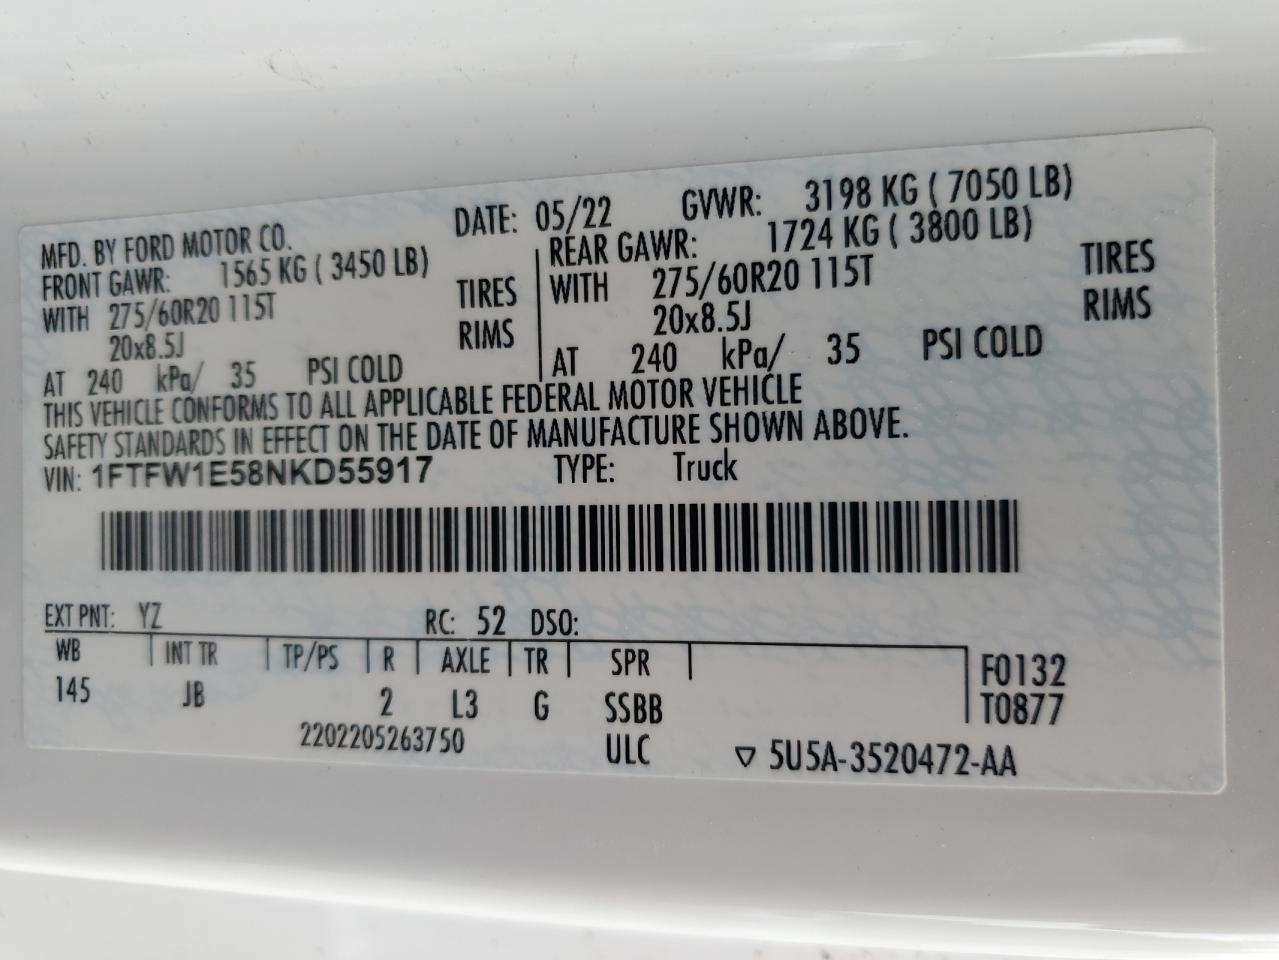 MFD. BY FORD MOTOR CO. DATE: 05/22 GVWR: 3198 KG ( 7050 LB)
FRONT GAWR: 1565 KG ( 3450 LB) REAR GAWR: 1724 KG ( 3800 LB)
WITH 275/60R20 115T TIRES WITH 275/60R20 115T TIRES
20x8.5J RIMS 20x8.5J RIMS
AT 240 kPa/ 35 PSI COLD AT 240 kPa/ 35 PSI COLD
THIS VEHICLE CONFORMS TO ALL APPLICABLE FEDERAL MOTOR VEHICLE
SAFETY STANDARDS IN EFFECT ON THE DATE OF MANUFACTURE SHOWN ABOVE.
VIN: 1FTFW1E58NKD55917 TYPE: Truck
EXT PNT: YZ RC: 52 DSO:
WB INT TR TP/PS R AXLE TR SPR F0132
145 JB 2 L3 G SSBB T0877
2202205263750 ULC ▽ 5U5A-3520472-AA